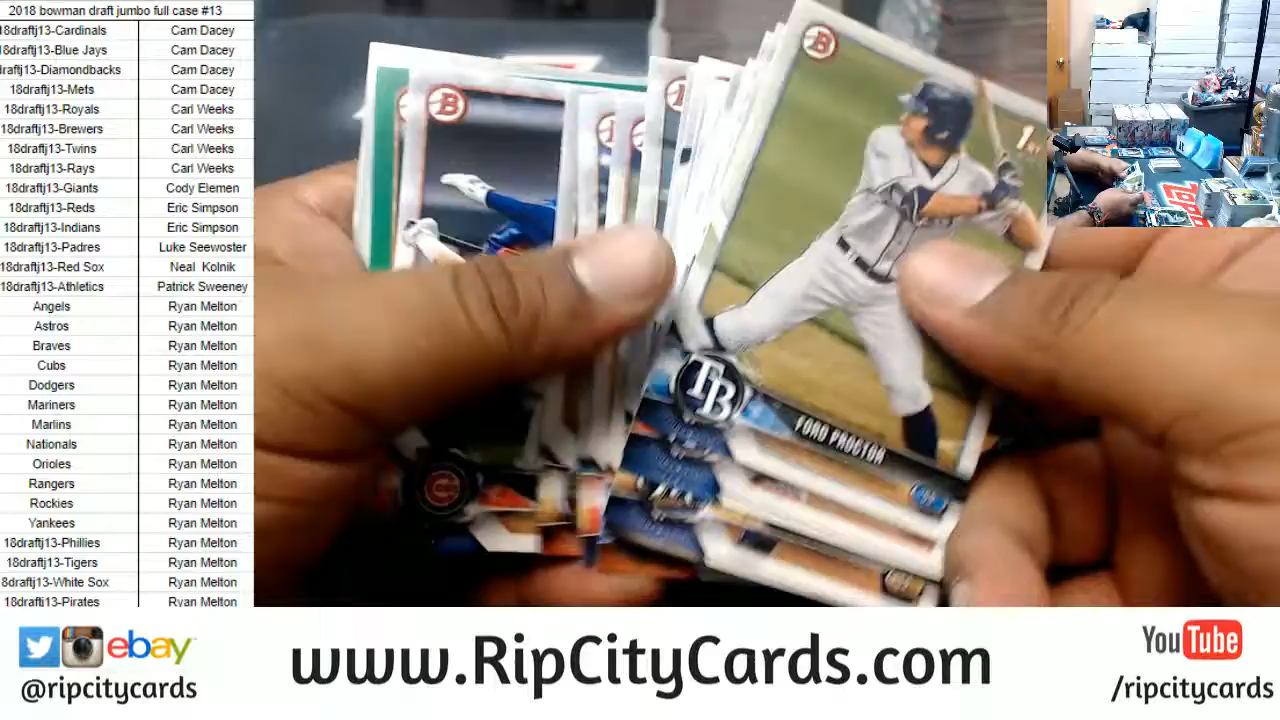 2018 bowman draft jumbo full case #13
18draftj13-Cardinals Cam Dacey
18draftj13-Blue Jays Cam Dacey
draftj13-Diamondbacks Cam Dacey
18draftj13-Mets Cam Dacey
18draftj13-Royals Carl Weeks
18draftj13-Brewers Carl Weeks
18draftj13-Twins Carl Weeks
18draftj13-Rays Carl Weeks
18draftj13-Giants Cody Elemen
18draftj13-Reds Eric Simpson
18draftj13-Indians Eric Simpson
18draftj13-Padres Luke Seewoster
18draftj13-Red Sox Neal Kolnik
18draftj13-Athletics Patrick Sweeney
Angels Ryan Melton
Astros Ryan Melton
Braves Ryan Melton
Cubs Ryan Melton
Dodgers Ryan Melton
Mariners Ryan Melton
Marlins Ryan Melton
Nationals Ryan Melton
Orioles Ryan Melton
Rangers Ryan Melton
Rockies Ryan Melton
Yankees Ryan Melton
18draftj13-Phillies Ryan Melton
18draftj13-Tigers Ryan Melton
8draftj13-White Sox Ryan Melton
18draftj13-Pirates Ryan Melton
B
B
1st
TB
FORD PROCTOR
ebay
@ripcitycards
www.RipCityCards.com
YouTube
/ripcitycards